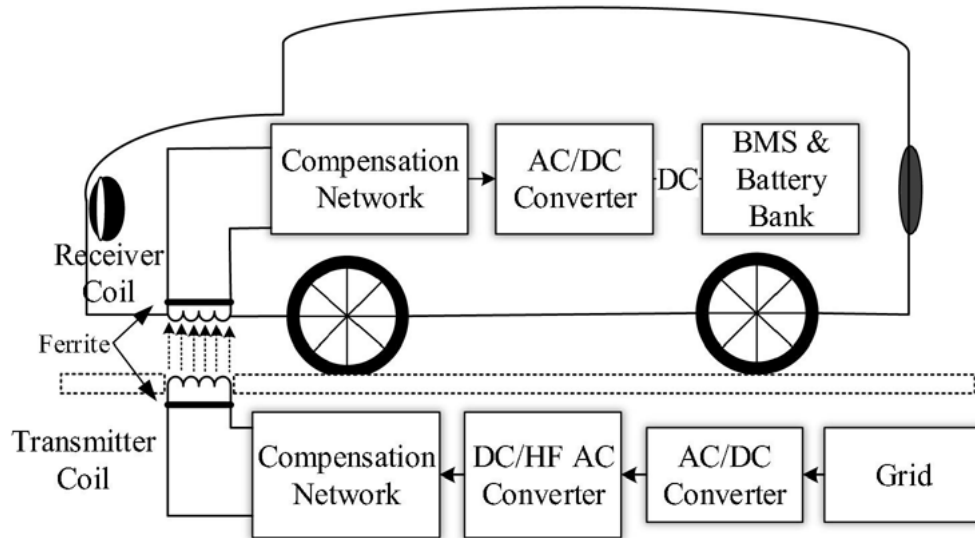 Compensation
Network
AC/DC
Converter
DC
BMS &
Battery
Bank
Receiver
Coil
Ferrite
Transmitter
Coil
Compensation
Network
DC/HF AC
Converter
AC/DC
Converter
Grid